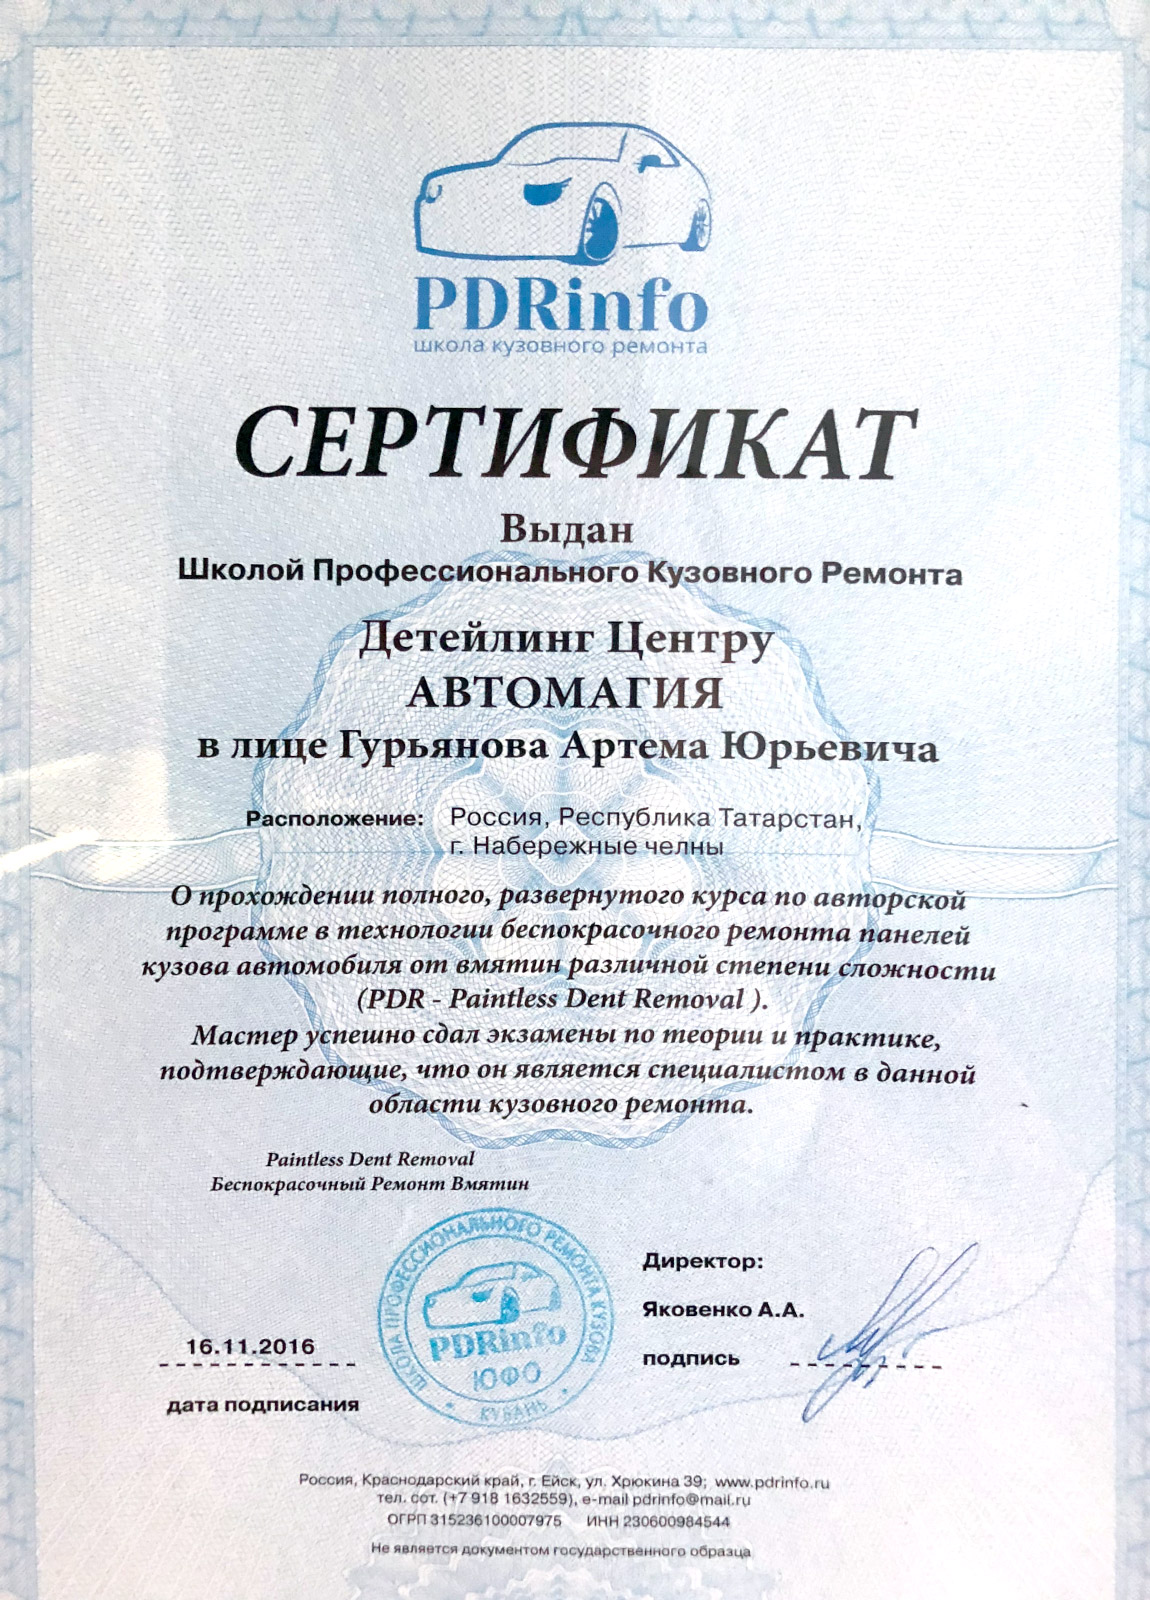 PDRinfo
школа кузовного ремонта
СЕРТИФИКАТ
Выдан
Школой Профессионального Кузовного Ремонта
Детейлинг Центру
АВТОМАГИЯ
в лице Гурьянова Артема Юрьевича
Расположение: Россия, Республика Татарстан,
г. Набережные челны
О прохождении полного, развернутого курса по авторской
программе в технологии беспокрасочного ремонта панелей
кузова автомобиля от вмятин различной степени сложности
(PDR - Paintless Dent Removal ).
Мастер успешно сдал экзамены по теории и практике,
подтверждающие, что он является специалистом в данной
области кузовного ремонта.
Paintless Dent Removal
Беспокрасочный Ремонт Вмятин
ШКОЛА ПРОФЕССИОНАЛЬНОГО РЕМОНТА КУЗОВА
PDRinfo
ЮФО
КУБАНЬ
Директор:
Яковенко А.А.
подпись
16.11.2016
дата подписания
Россия, Краснодарский край, г. Ейск, ул. Хрюкина 39; www.pdrinfo.ru
тел. сот. (+7 918 1632559), e-mail pdrinfo@mail.ru
ОГРП 315236100007975 ИНН 230600984544
Не является документом государственного образца